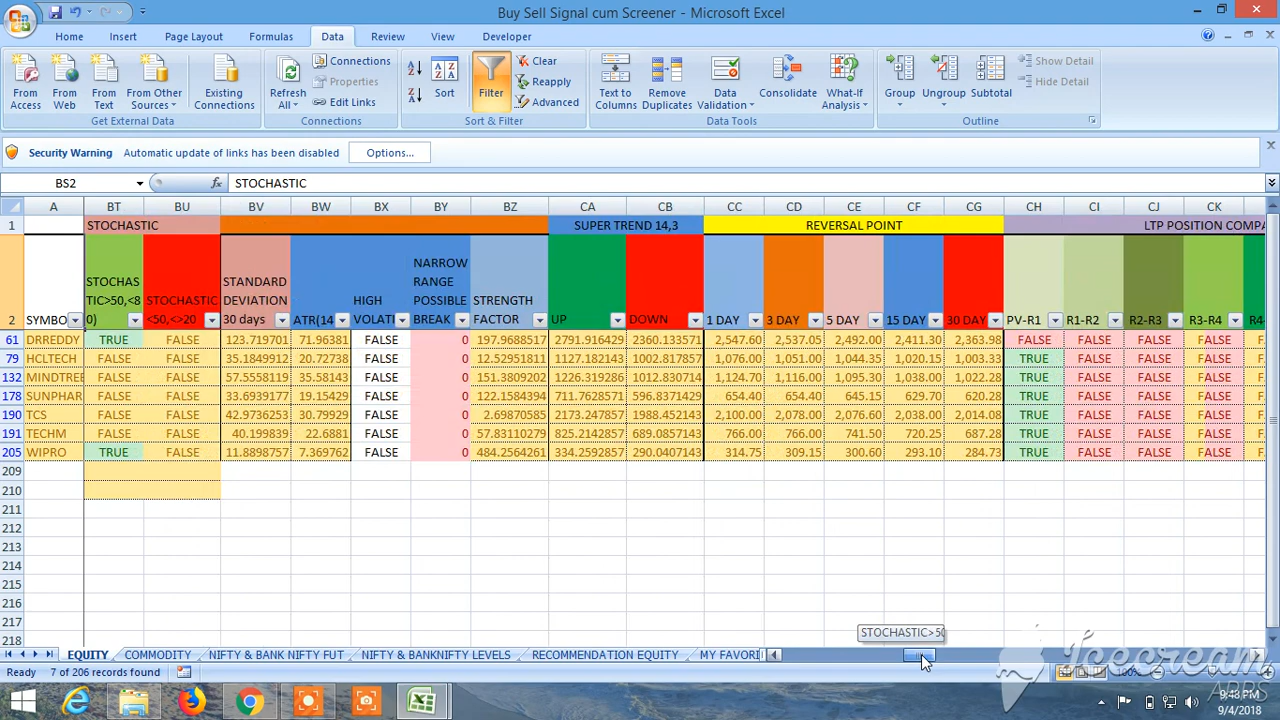 Buy Sell Signal cum Screener - Microsoft Excel
Home Insert Page Layout Formulas Data Review View Developer
From Access From Web From Text From Other Sources Existing Connections Refresh All Connections Properties Edit Links Sort Filter Clear Reapply Advanced Text to Columns Remove Duplicates Data Validation Consolidate What-If Analysis Group Ungroup Subtotal Show Detail Hide Detail
Get External Data Connections Sort & Filter Data Tools Outline
Security Warning Automatic update of links has been disabled Options...
BS2 fx STOCHASTIC
A BT BU BV BW BX BY BZ CA CB CC CD CE CF CG CH CI CJ CK
1 STOCHASTIC SUPER TREND 14,3 REVERSAL POINT LTP POSITION COMPA
2 SYMBO STOCHAS TIC>50,<8 0) STOCHASTIC <50,<>20 STANDARD DEVIATION 30 days ATR(14 HIGH VOLATI NARROW RANGE POSSIBLE BREAK STRENGTH FACTOR UP DOWN 1 DAY 3 DAY 5 DAY 15 DAY 30 DAY PV-R1 R1-R2 R2-R3 R3-R4 R4-
61 DRREDDY TRUE FALSE 123.719701 71.96381 FALSE 0 197.9688517 2791.916429 2360.133571 2,547.60 2,537.05 2,492.00 2,411.30 2,363.98 FALSE FALSE FALSE FALSE F
79 HCLTECH FALSE FALSE 35.1849912 20.72738 FALSE 0 12.52951811 1127.182143 1002.817857 1,076.00 1,051.00 1,044.35 1,020.15 1,003.33 TRUE FALSE FALSE FALSE F
132 MINDTREE FALSE FALSE 57.5558119 35.58143 FALSE 0 151.3809202 1226.319286 1012.830714 1,124.70 1,116.00 1,095.30 1,038.00 1,022.28 TRUE FALSE FALSE FALSE F
178 SUNPHAR FALSE FALSE 33.6939177 19.15429 FALSE 0 122.1584394 711.7628571 596.8371429 654.40 654.40 645.15 629.70 620.28 TRUE FALSE FALSE FALSE F
190 TCS FALSE FALSE 42.9736253 30.79929 FALSE 0 2.69870585 2173.247857 1988.452143 2,100.00 2,078.00 2,076.60 2,038.00 2,014.08 TRUE FALSE FALSE FALSE F
191 TECHM FALSE FALSE 40.199839 22.6881 FALSE 0 57.83110279 825.2142857 689.0857143 766.00 766.00 741.50 720.25 687.28 TRUE FALSE FALSE FALSE F
205 WIPRO TRUE FALSE 11.8898757 7.369762 FALSE 0 484.2564261 334.2592857 290.0407143 314.75 309.15 300.60 293.10 284.73 TRUE FALSE FALSE FALSE F
209
210
211
212
213
214
215
216
217
218
STOCHASTIC>50
EQUITY COMMODITY NIFTY & BANK NIFTY FUT NIFTY & BANKNIFTY LEVELS RECOMMENDATION EQUITY MY FAVORI
Ready 7 of 206 records found 100%
Icecream
APPS
9:43 PM
9/4/2018